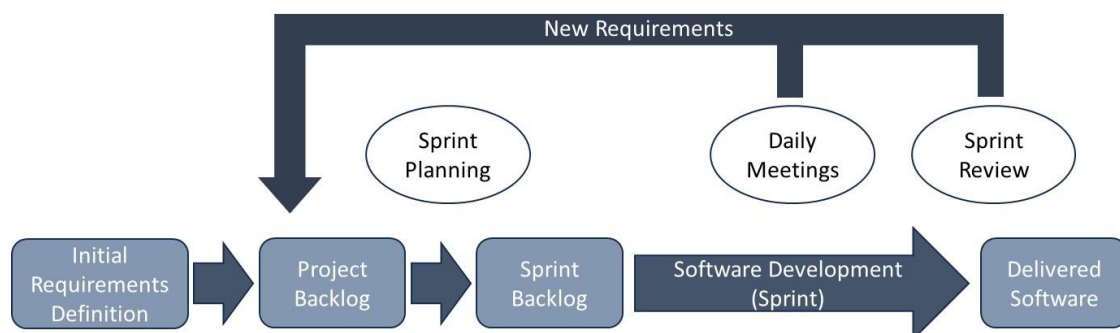 New Requirements
Sprint
Planning
Daily
Meetings
Sprint
Review
Initial
Requirements
Definition
Project
Backlog
Sprint
Backlog
Software Development
(Sprint)
Delivered
Software